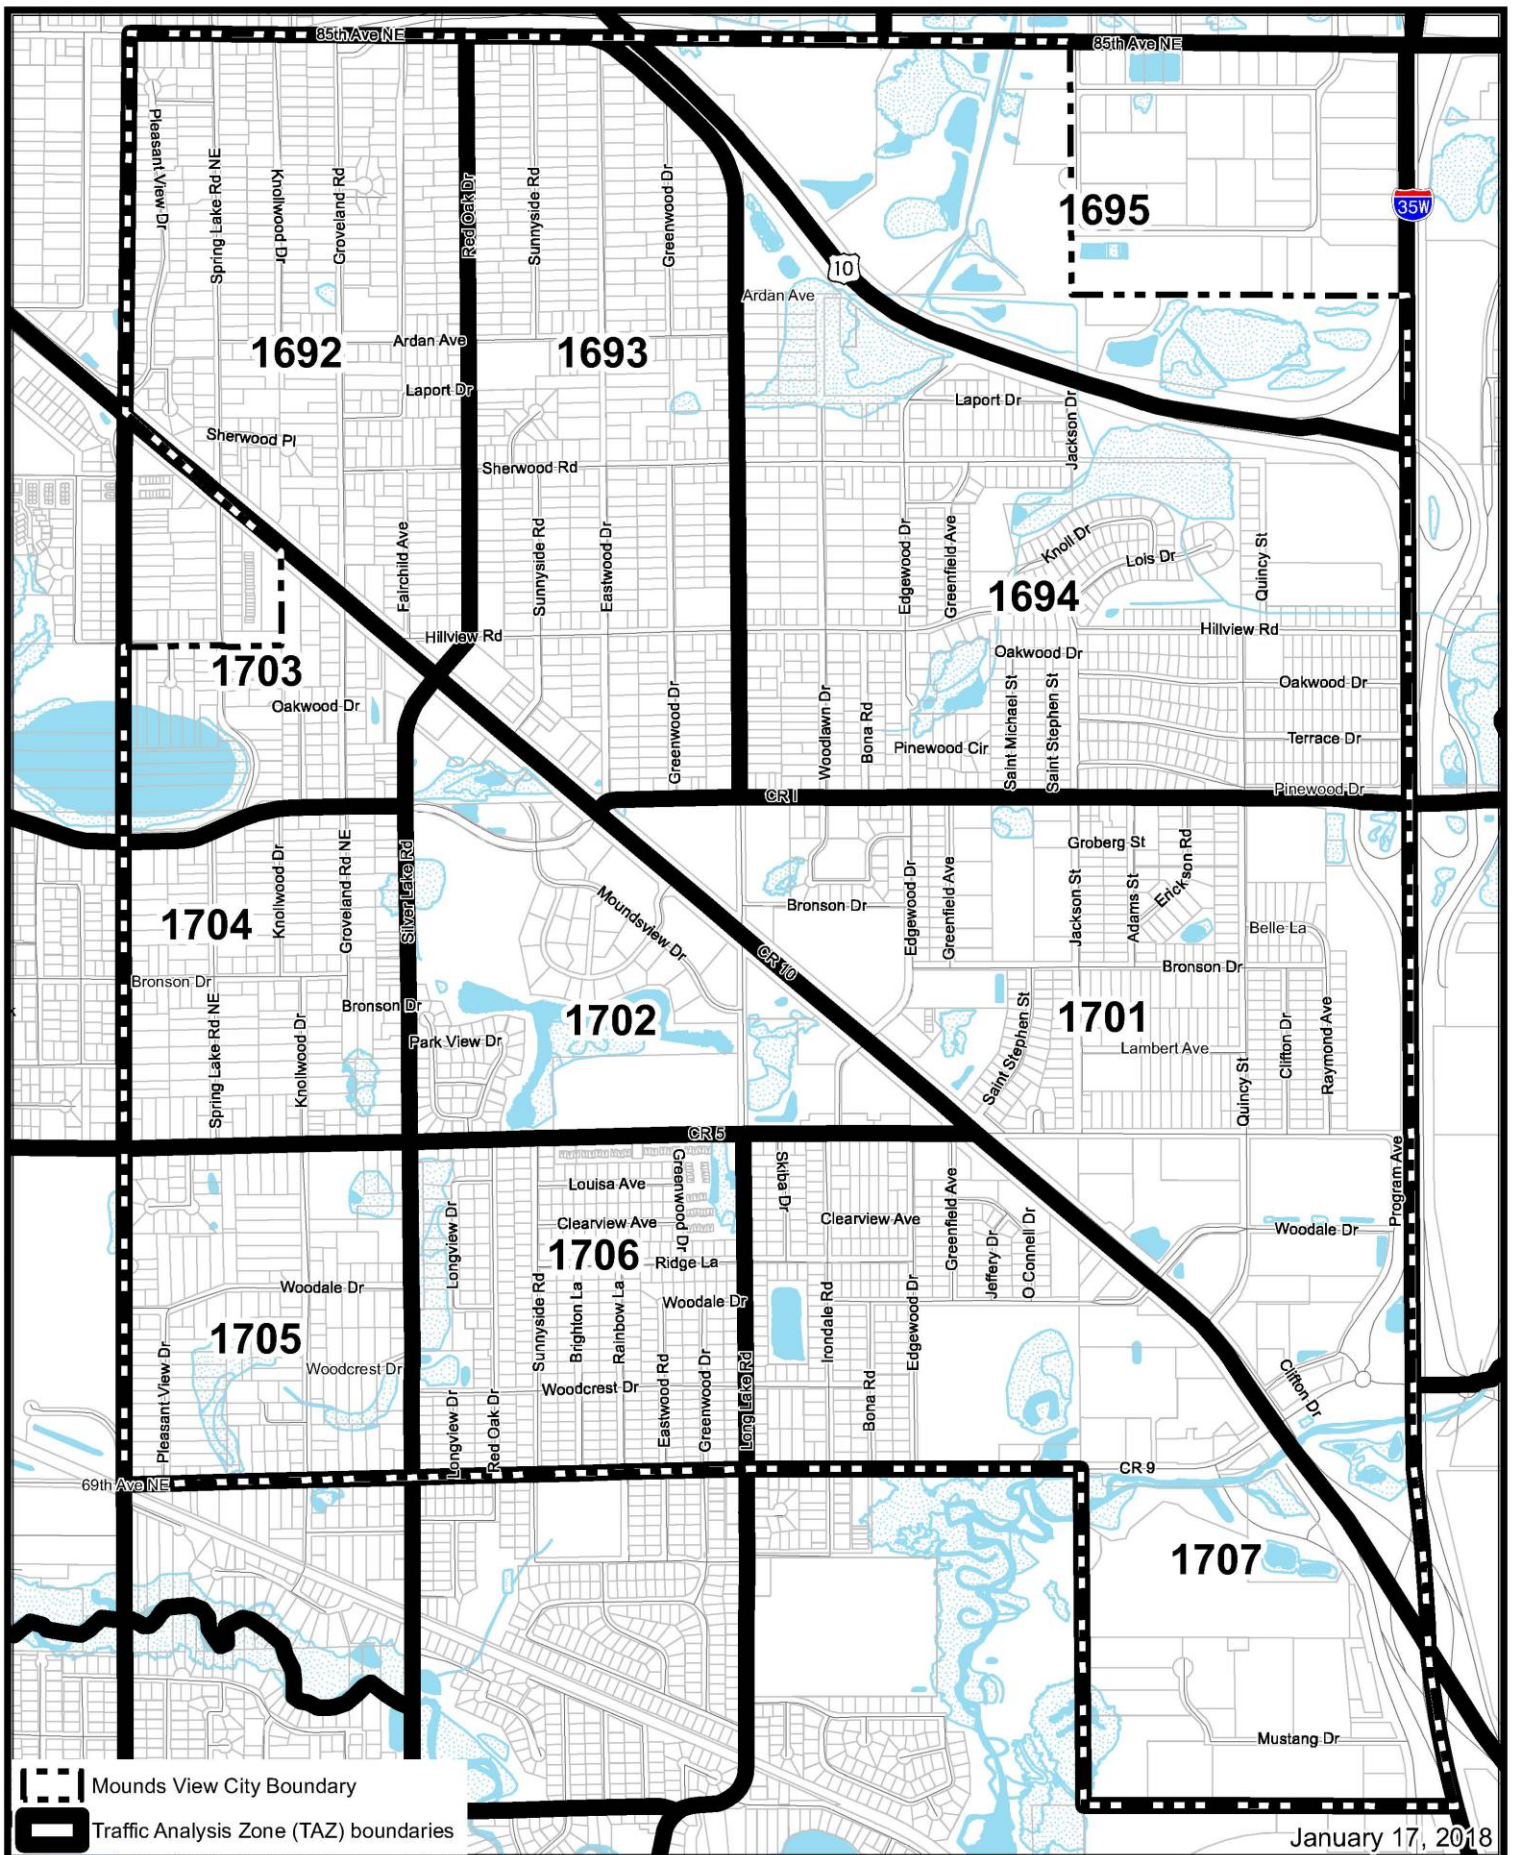 85th Ave NE
85th Ave NE
Pleasant View Dr
Spring Lake Rd NE
Knollwood Dr
Groveland Rd
Red Oak Dr
Sunnyside Rd
Greenwood Dr
1695
35W
10
Ardan Ave
1692
Ardan Ave
1693
Laport Dr
Laport Dr
Jackson Dr
Sherwood Pl
Sherwood Rd
Fairchild Ave
Sunnyside Rd
Eastwood Dr
Edgewood Dr
Greenfield Ave
Knoll Dr
Lois Dr
Quincy St
1694
Hillview Rd
Hillview Rd
1703
Oakwood Dr
Oakwood Dr
Oakwood Dr
Greenwood Dr
Woodlawn Dr
Bona Rd
Pinewood Cir
Saint Michael St
Saint Stephen St
Terrace Dr
Pinewood Dr
CR I
Knollwood Dr
Groveland Rd NE
Silver Lake Rd
Groberg St
Erickson Rd
1704
Moundsview Dr
Bronson Dr
Edgewood Dr
Greenfield Ave
Jackson St
Adams St
Belle La
CR 10
Bronson Dr
Bronson Dr
Spring Lake Rd NE
Knollwood Dr
Bronson Dr
1702
Saint Stephen St
1701
Park View Dr
Lambert Ave
Quincy St
Clifton Dr
Raymond Ave
CR 5
Louisa Ave
Greenwood Dr
Skiba Dr
Program Ave
Longview Dr
Clearview Ave
Clearview Ave
Greenfield Ave
Jeffery Dr
O Connell Dr
Woodale Dr
1706
Ridge La
Woodale Dr
Woodale Dr
Sunnyside Rd
Brighton La
Rainbow La
Irondale Rd
Edgewood Dr
1705
Pleasant View Dr
Woodcrest Dr
Woodcrest Dr
Longview Dr
Red Oak Dr
Eastwood Rd
Greenwood Dr
Long Lake Rd
Bona Rd
Clifton Dr
69th Ave NE
CR 9
1707
Mustang Dr
Mounds View City Boundary
Traffic Analysis Zone (TAZ) boundaries
January 17, 2018